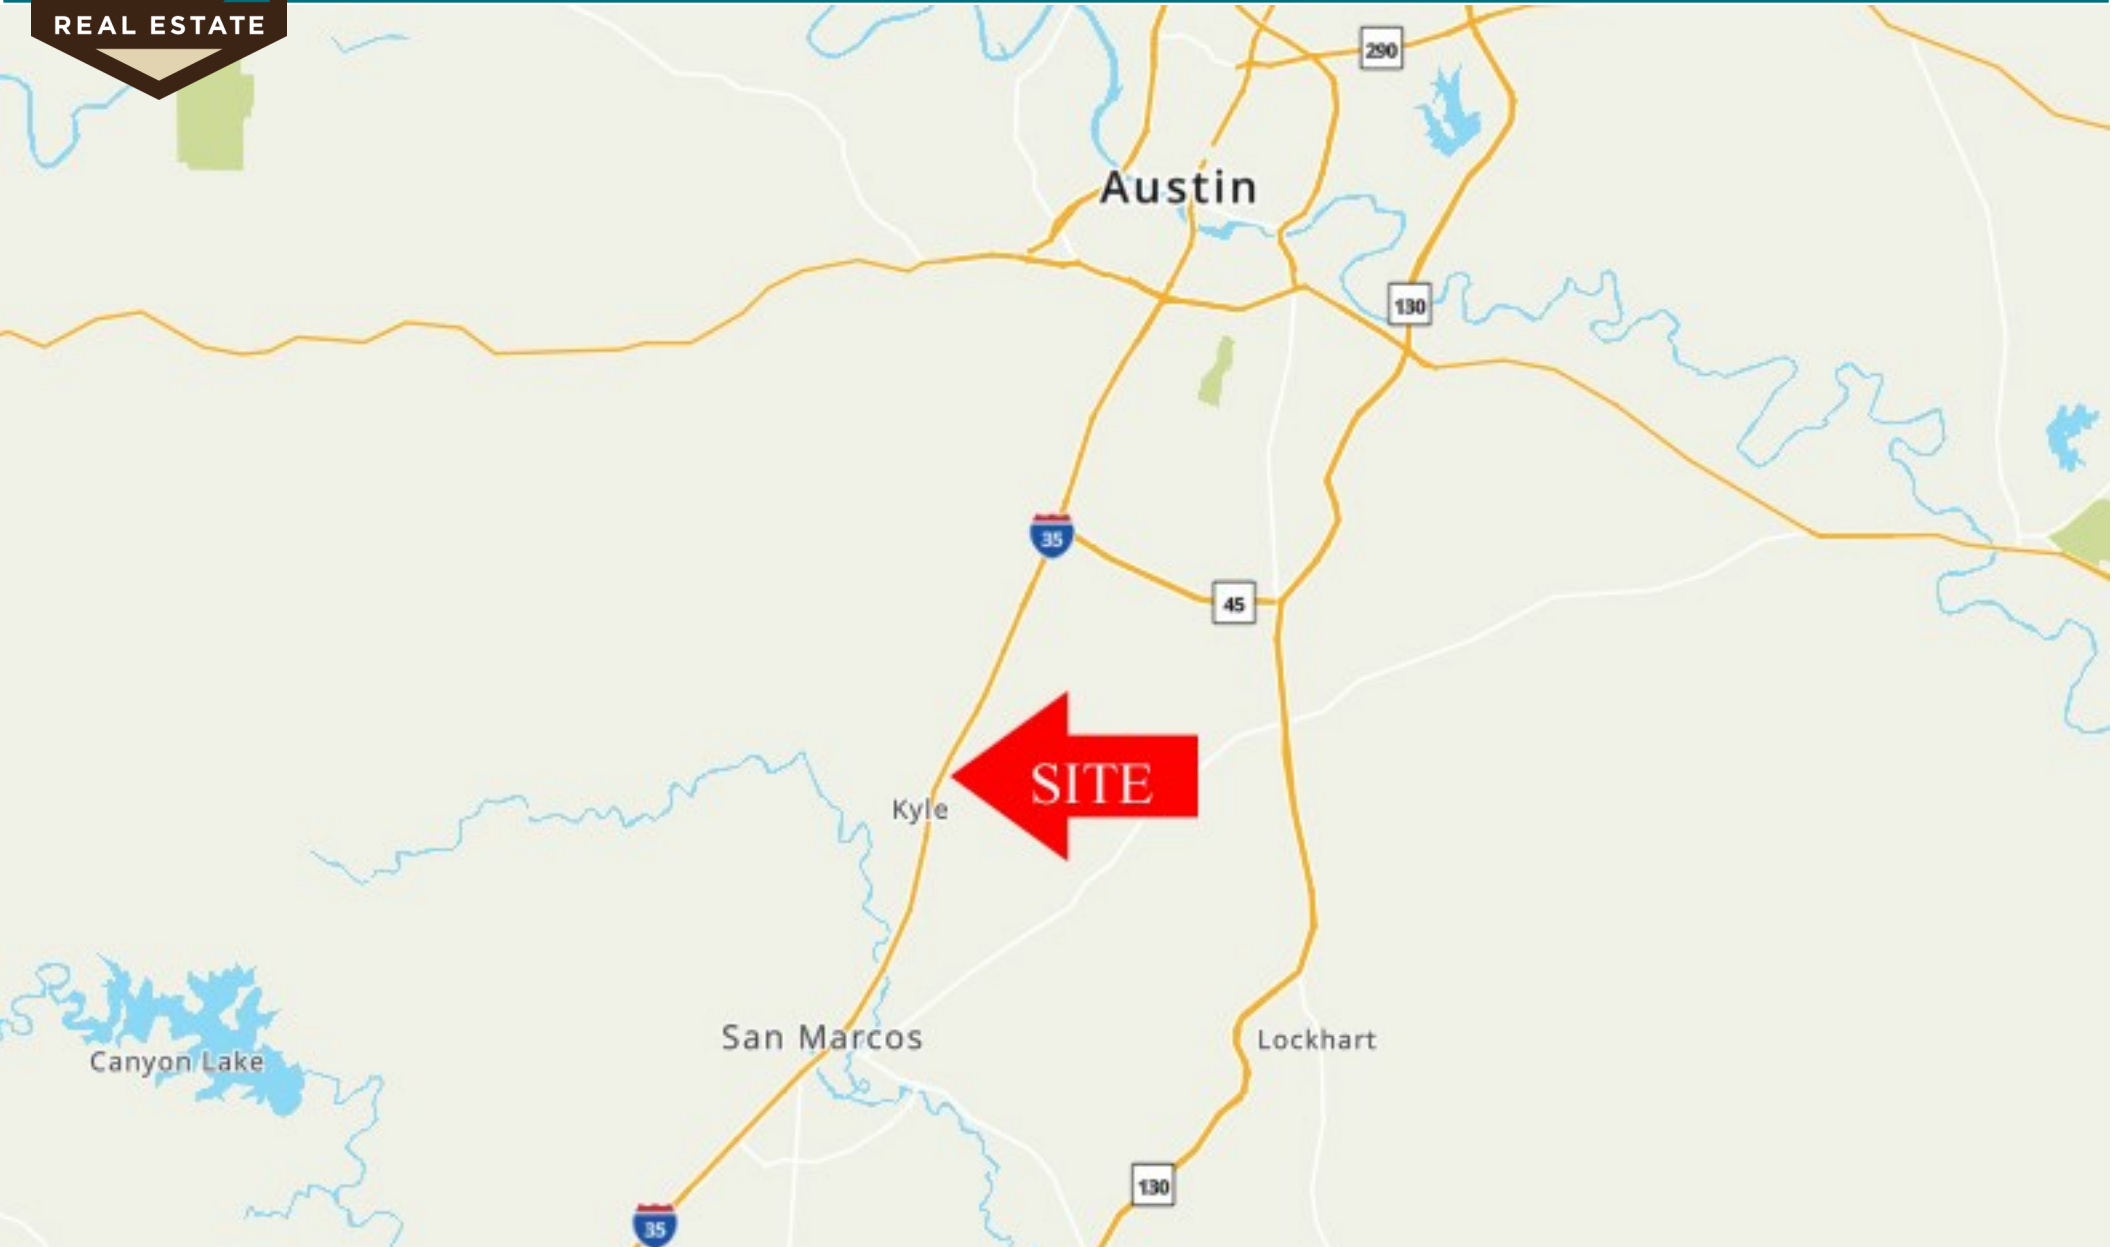 REAL ESTATE
290
Austin
130
35
45
SITE
Kyle
San Marcos
Lockhart
Canyon Lake
130
35